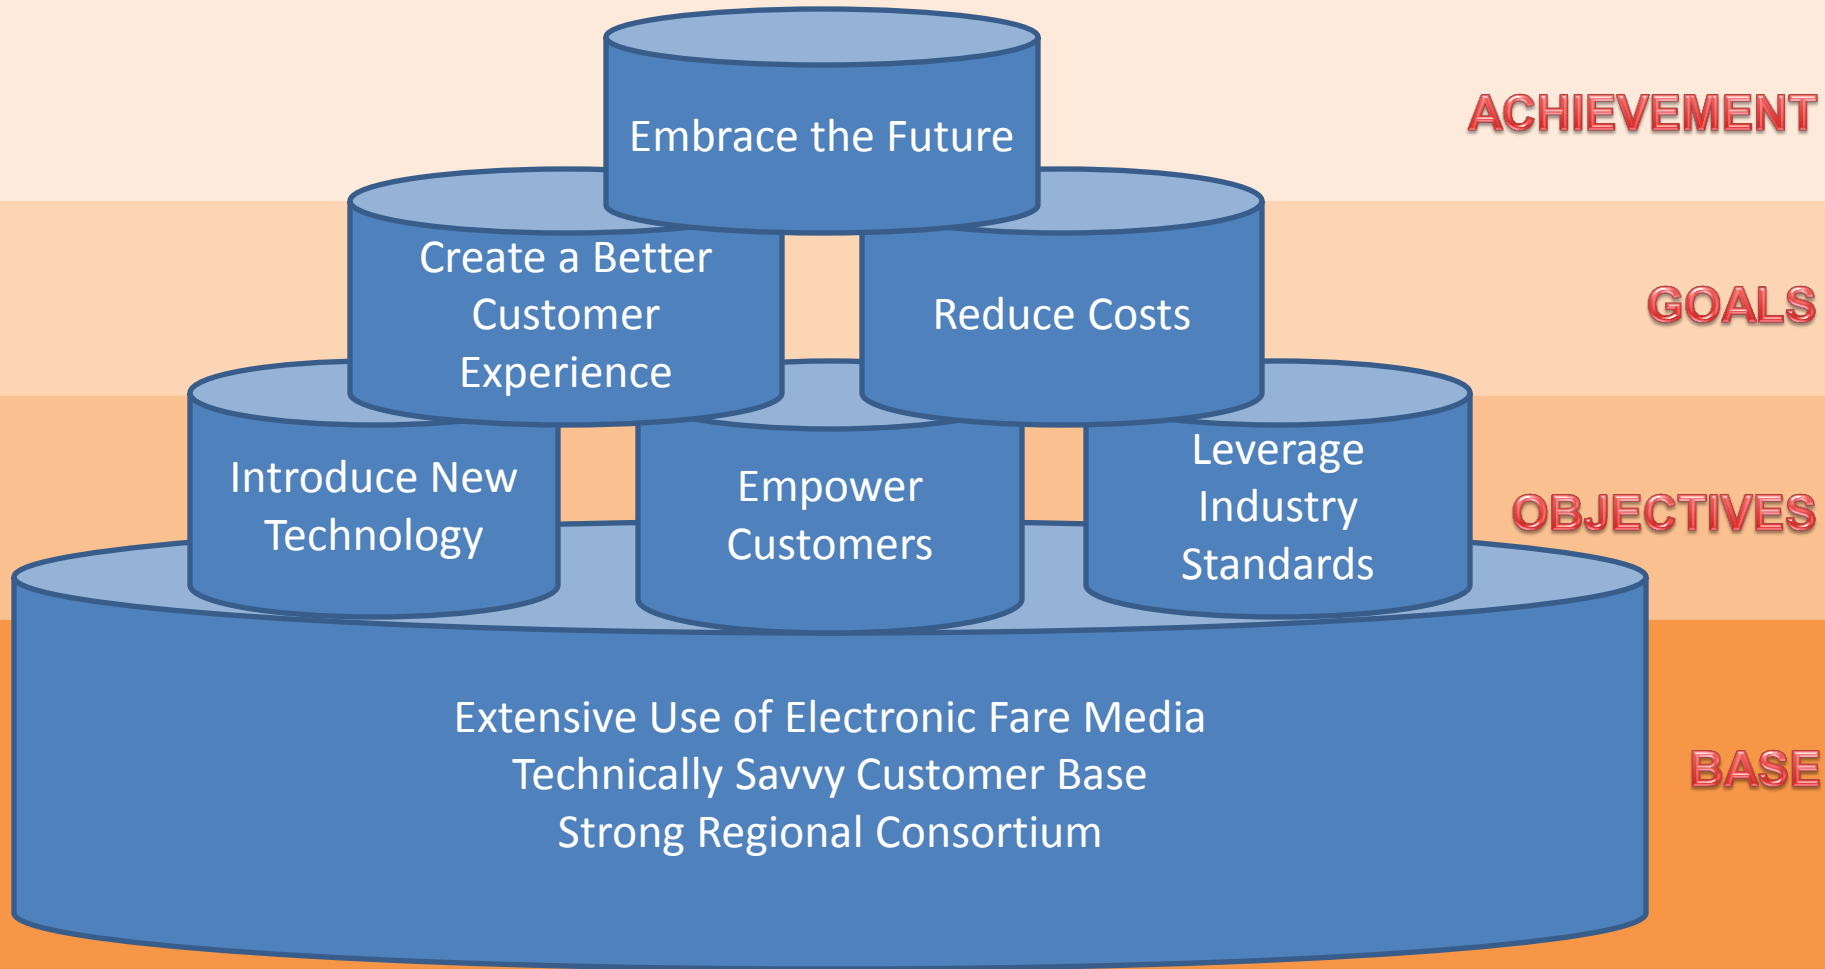 Embrace the Future
ACHIEVEMENT
Create a Better
Customer
Experience
Reduce Costs
GOALS
Introduce New
Technology
Empower
Customers
Leverage
Industry
Standards
OBJECTIVES
Extensive Use of Electronic Fare Media
Technically Savvy Customer Base
Strong Regional Consortium
BASE